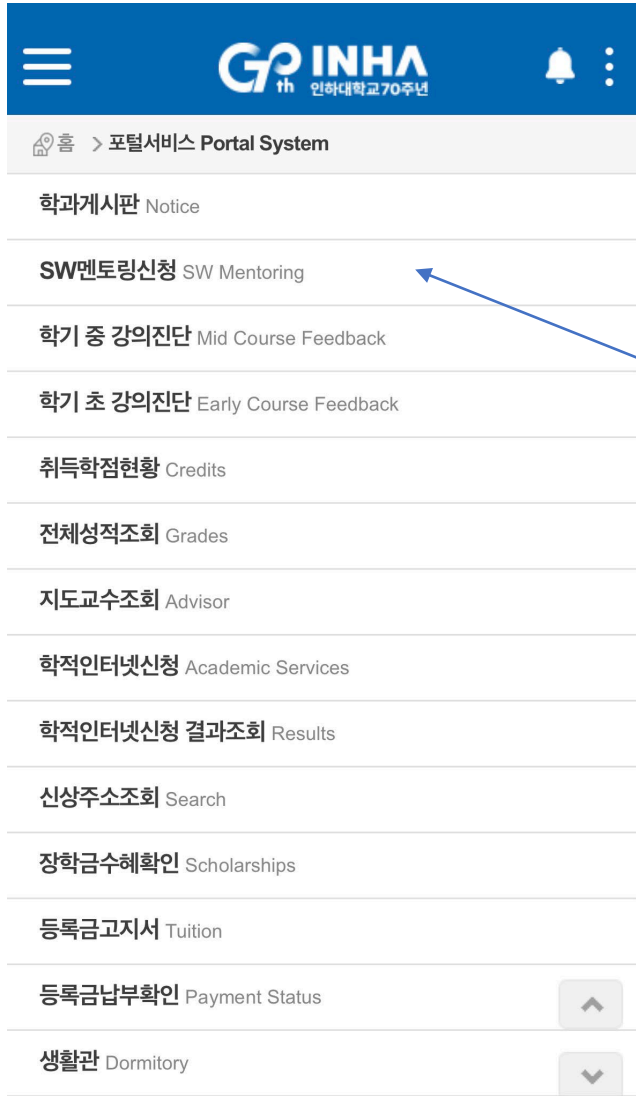 INHA
th 인하대학교70주년
홈 > 포털서비스 Portal System
학과게시판 Notice
SW멘토링신청 SW Mentoring
학기 중 강의진단 Mid Course Feedback
학기 초 강의진단 Early Course Feedback
취득학점현황 Credits
전체성적조회 Grades
지도교수조회 Advisor
학적인터넷신청 Academic Services
학적인터넷신청 결과조회 Results
신상주소조회 Search
장학금수혜확인 Scholarships
등록금고지서 Tuition
등록금납부확인 Payment Status
생활관 Dormitory